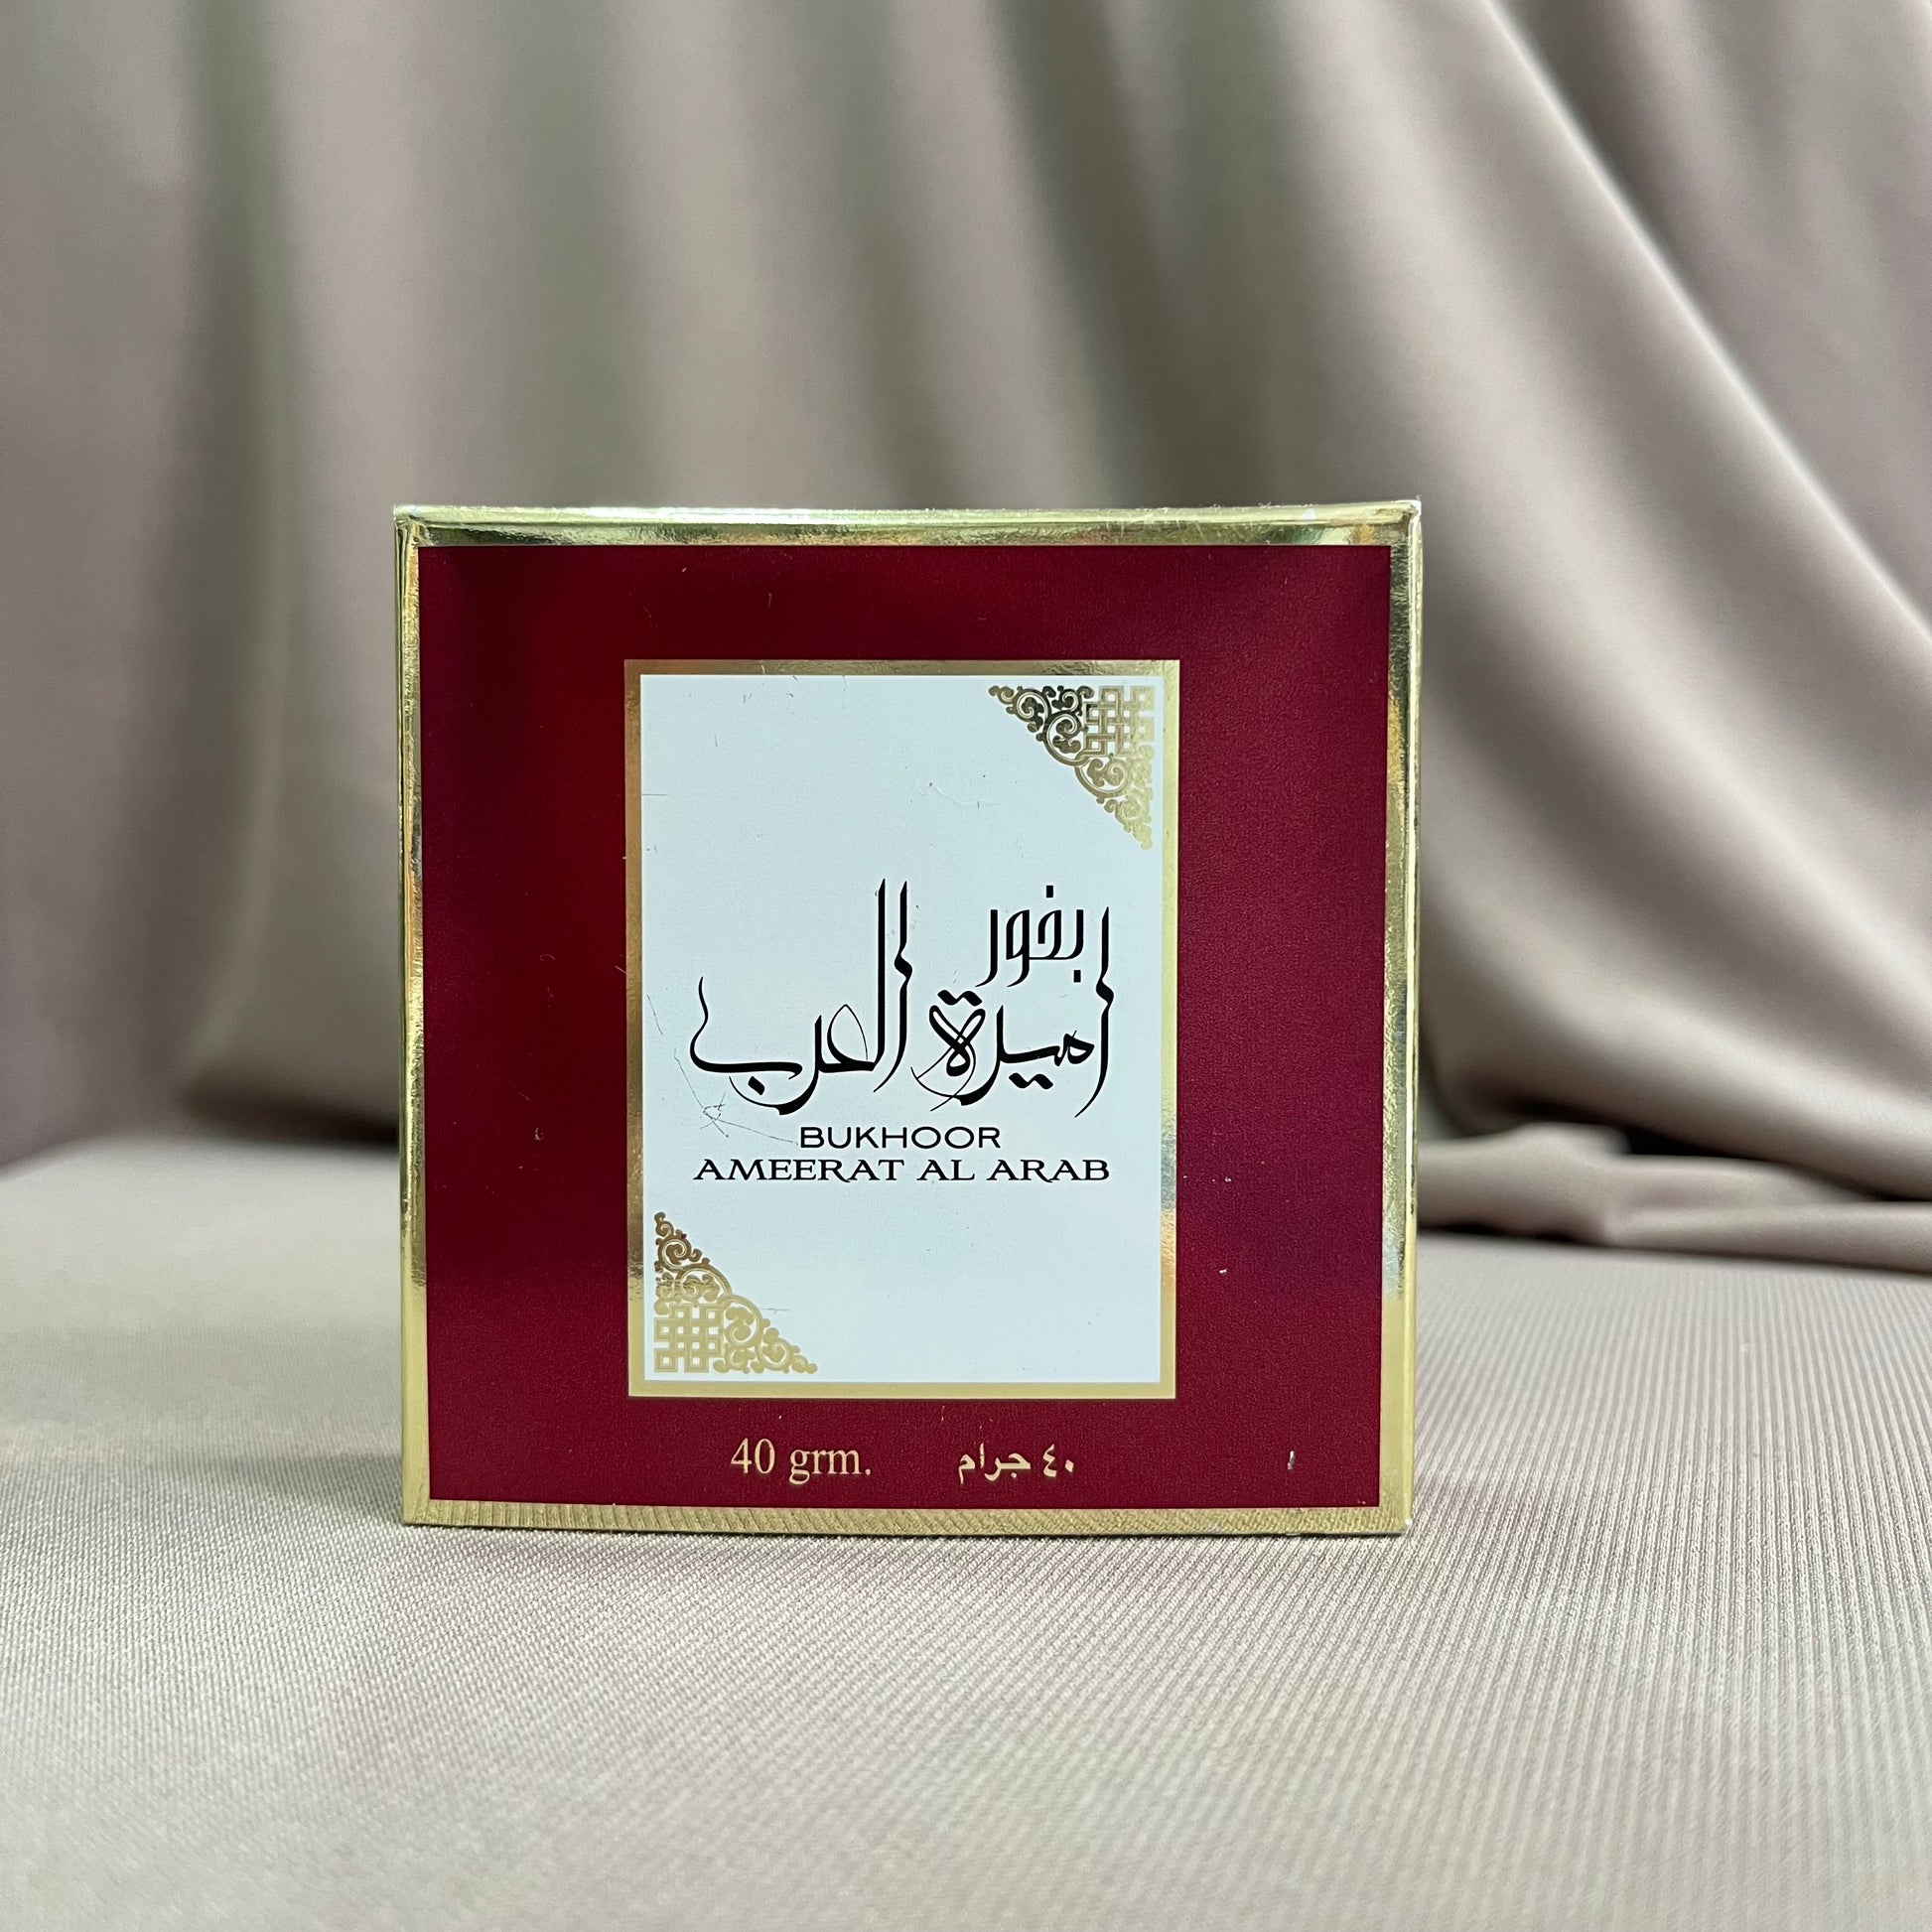 بخور
اميرة العرب
BUKHOOR
AMEERAT AL ARAB
40 grm. ٤٠ جرام